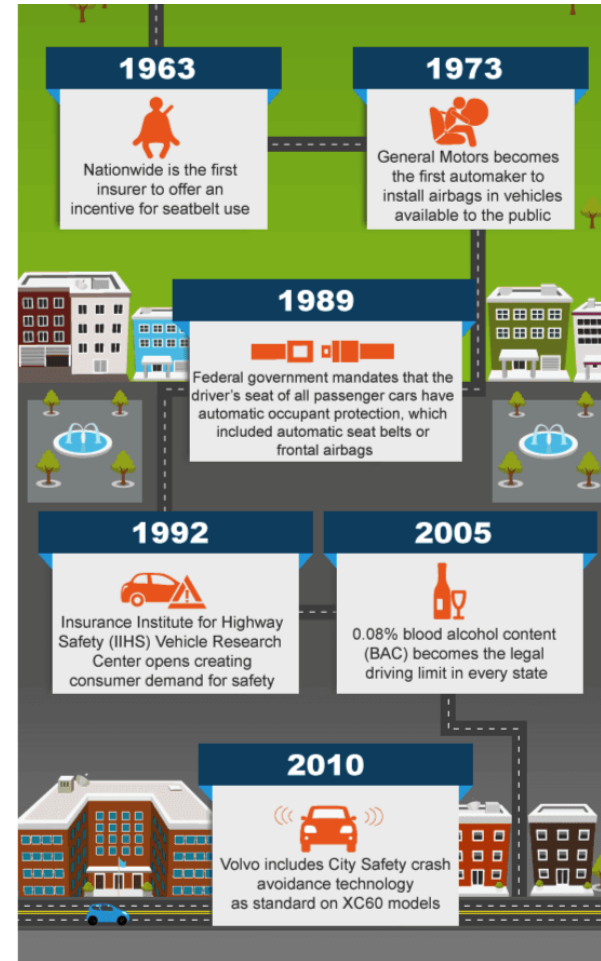 1963
Nationwide is the first
insurer to offer an
incentive for seatbelt use
1973
General Motors becomes
the first automaker to
install airbags in vehicles
available to the public
1989
Federal government mandates that the
driver's seat of all passenger cars have
automatic occupant protection, which
included automatic seat belts or
frontal airbags
1992
Insurance Institute for Highway
Safety (IIHS) Vehicle Research
Center opens creating
consumer demand for safety
2005
0.08% blood alcohol content
(BAC) becomes the legal
driving limit in every state
2010
Volvo includes City Safety crash
avoidance technology
as standard on XC60 models